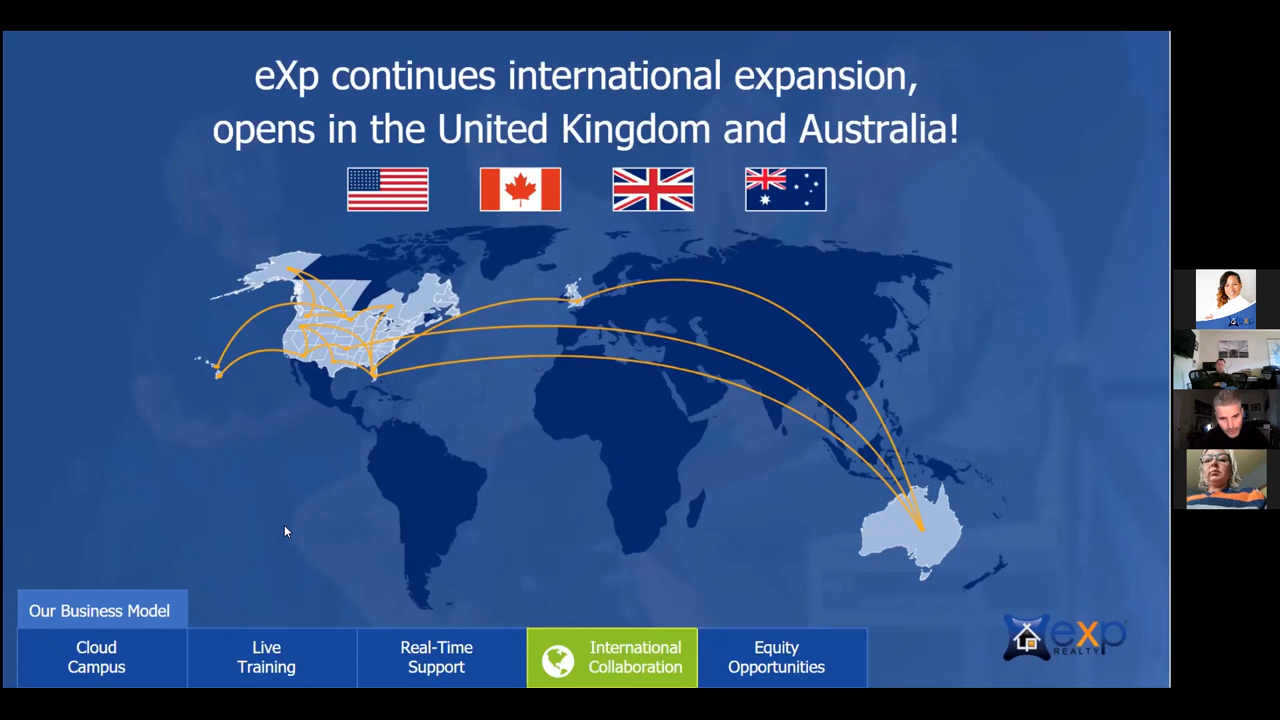 eXp continues international expansion,
opens in the United Kingdom and Australia!
Our Business Model
Cloud
Campus
Live
Training
Real-Time
Support
International
Collaboration
Equity
Opportunities
eXp
REALTY
eXp